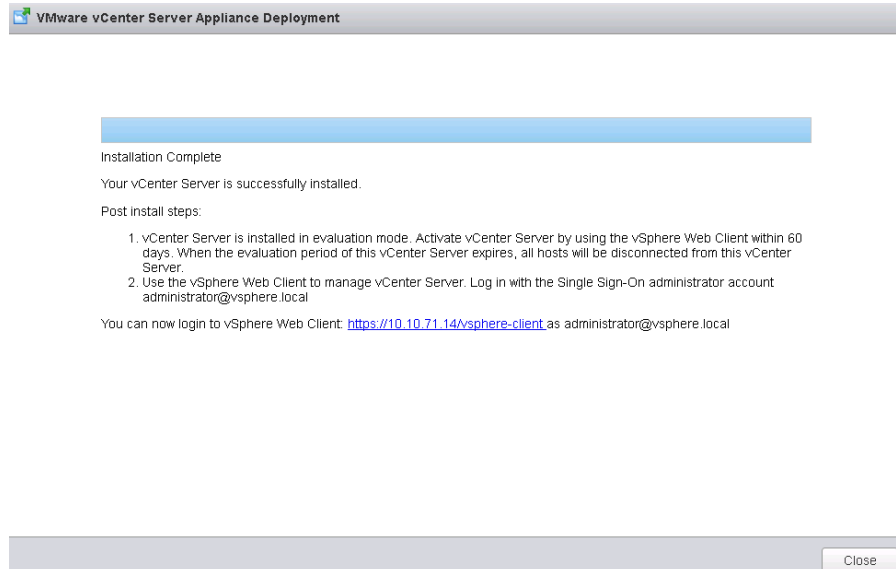 VMware vCenter Server Appliance Deployment
Installation Complete
Your vCenter Server is successfully installed.
Post install steps:
1. vCenter Server is installed in evaluation mode. Activate vCenter Server by using the vSphere Web Client within 60
days. When the evaluation period of this vCenter Server expires, all hosts will be disconnected from this vCenter
Server.
2. Use the vSphere Web Client to manage vCenter Server. Log in with the Single Sign-On administrator account
administrator@vsphere.local
You can now login to vSphere Web Client: https://10.10.71.14/vsphere-client as administrator@vsphere.local
Close